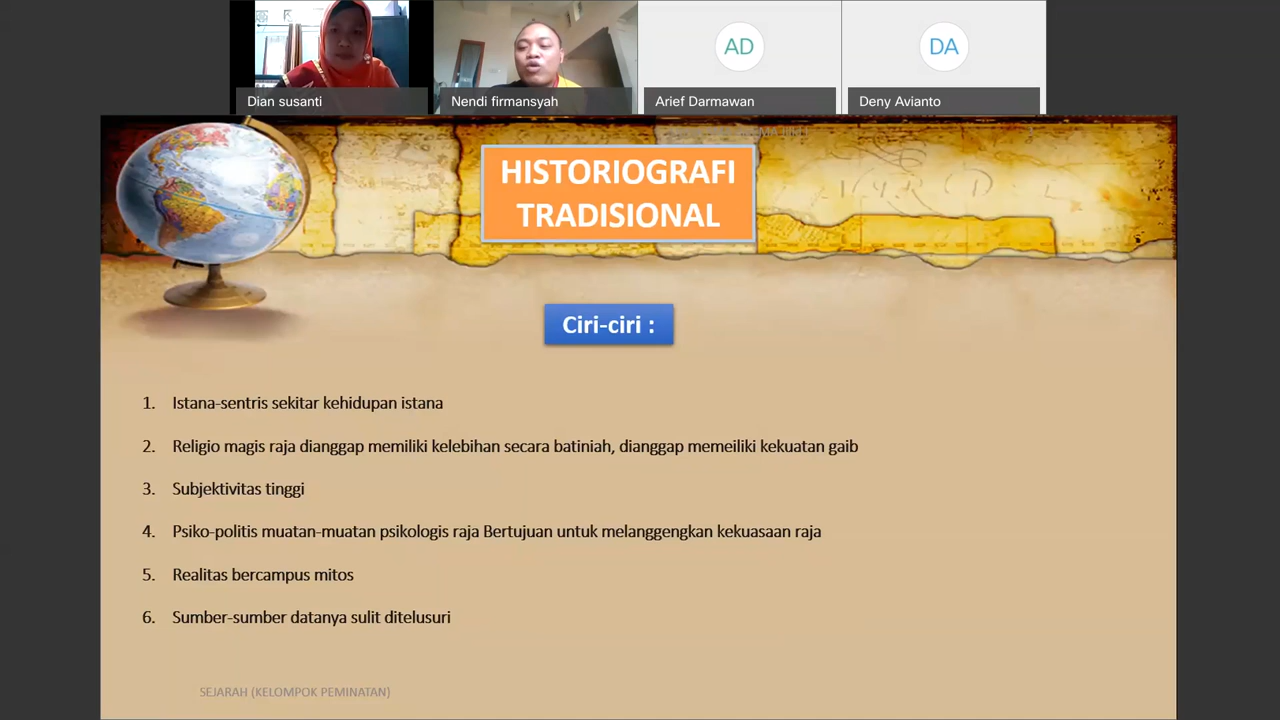 Dian susanti
Nendi firmansyah
AD
Arief Darmawan
DA
Deny Avianto
HISTORIOGRAFI
TRADISIONAL
Ciri-ciri :
1. Istana-sentris sekitar kehidupan istana
2. Religio magis raja dianggap memiliki kelebihan secara batiniah, dianggap memeiliki kekuatan gaib
3. Subjektivitas tinggi
4. Psiko-politis muatan-muatan psikologis raja Bertujuan untuk melanggengkan kekuasaan raja
5. Realitas bercampus mitos
6. Sumber-sumber datanya sulit ditelusuri
SEJARAH (KELOMPOK PEMINATAN)